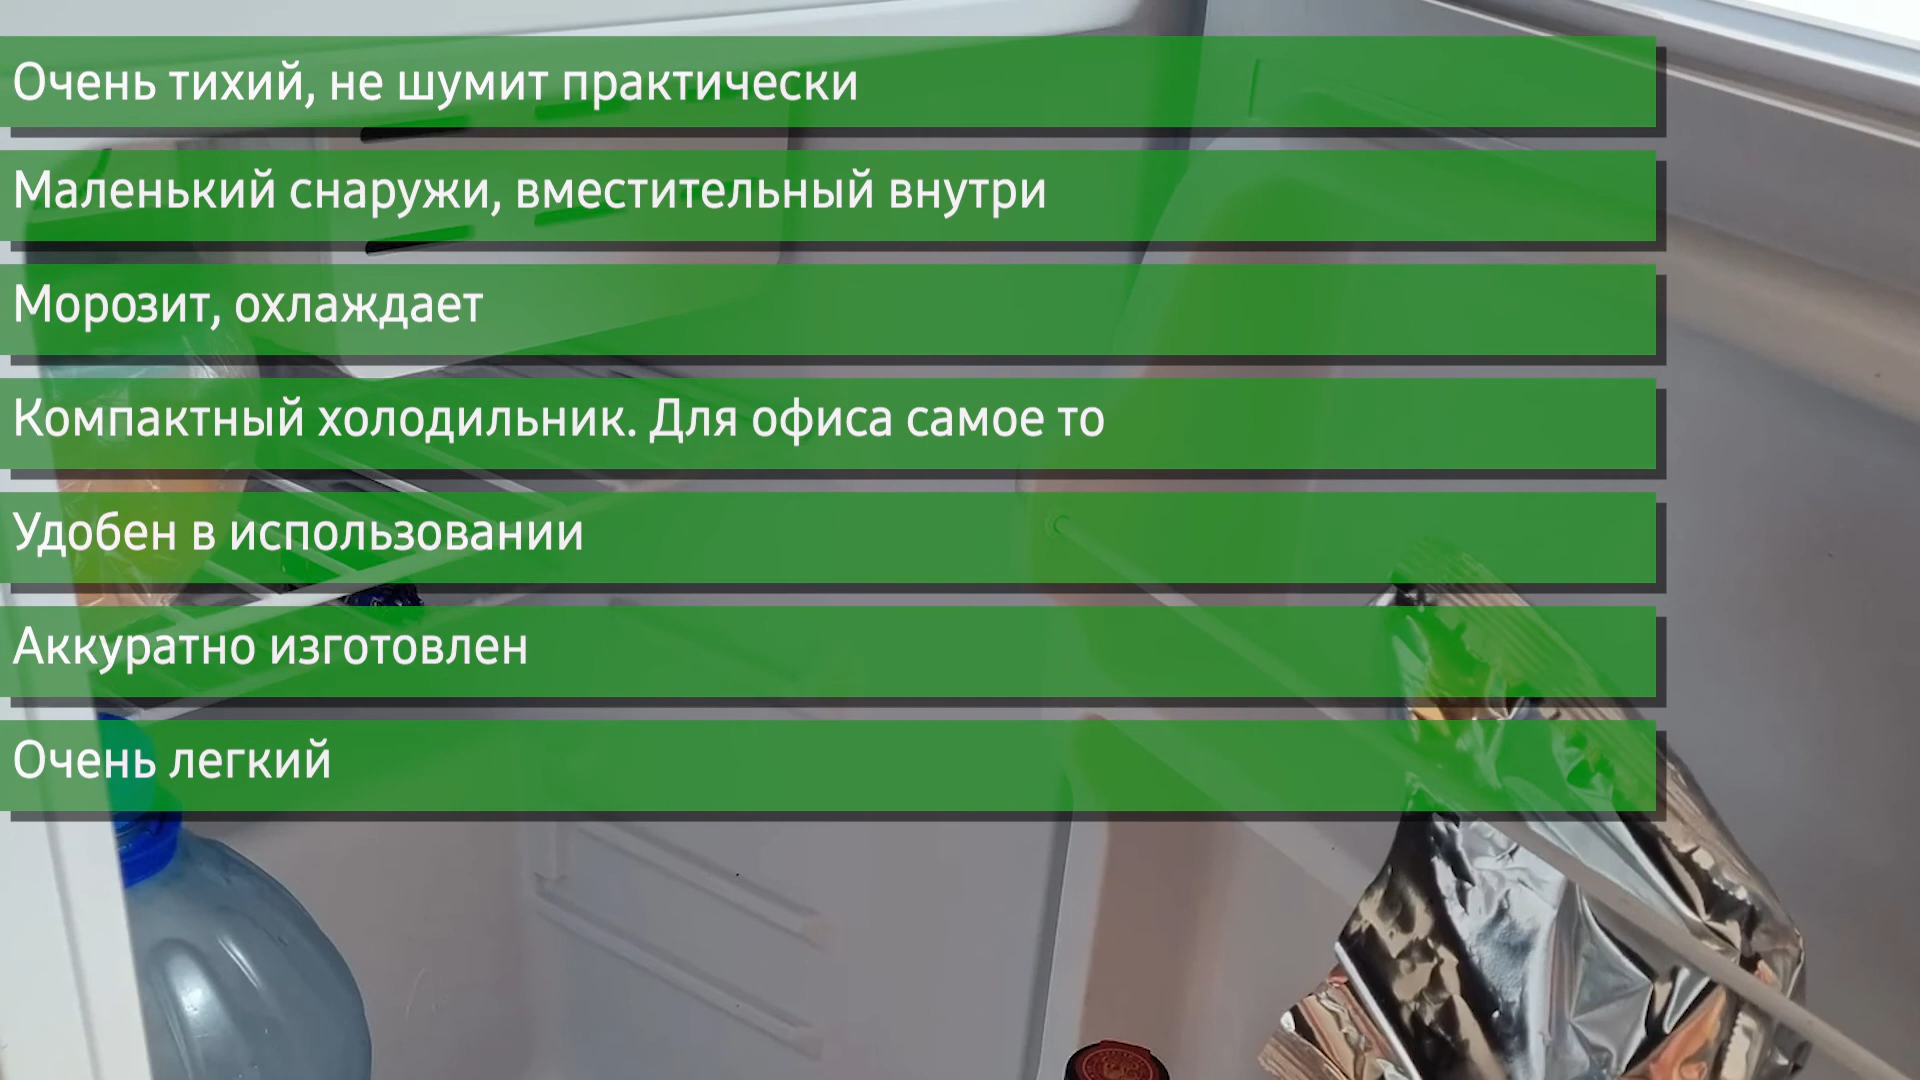 Очень тихий, не шумит практически
Маленький снаружи, вместительный внутри
Морозит, охлаждает
Компактный холодильник. Для офиса самое то
Удобен в использовании
Аккуратно изготовлен
Очень легкий